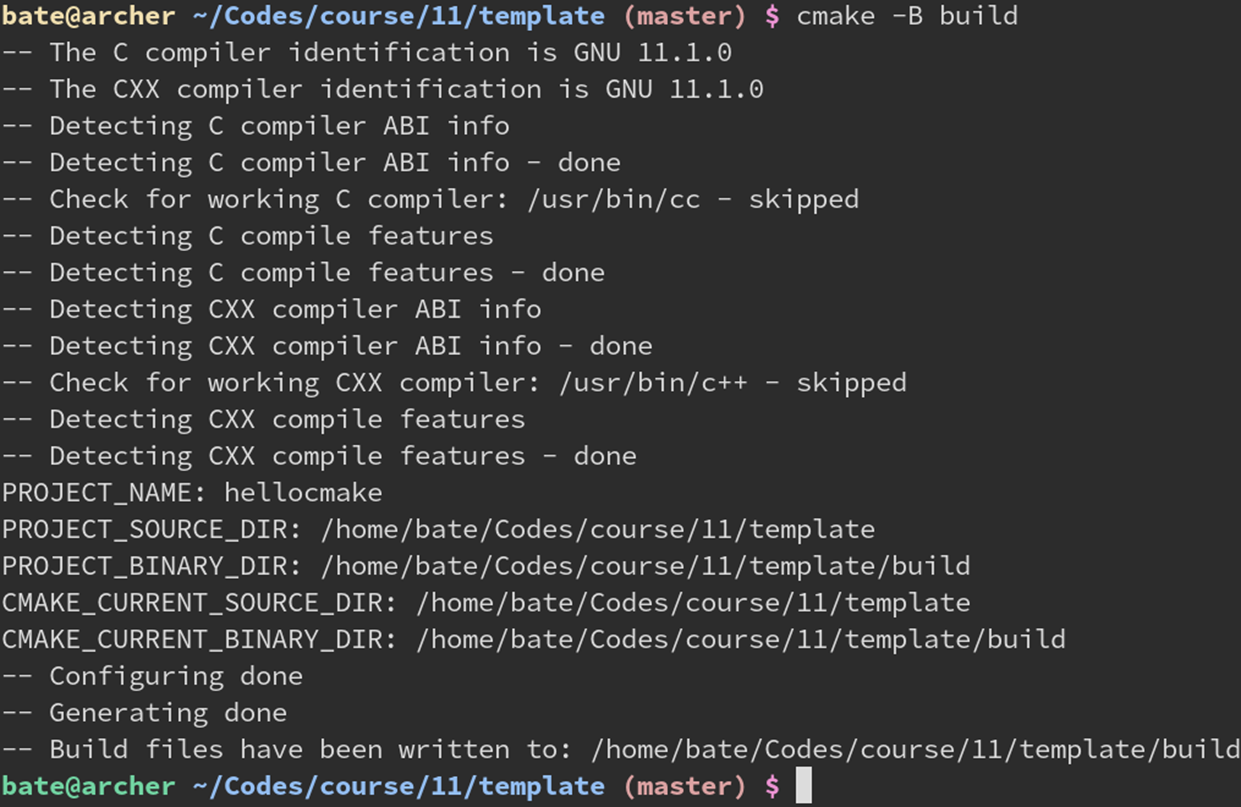 bate@archer ~/Codes/course/11/template (master) $ cmake -B build
-- The C compiler identification is GNU 11.1.0
-- The CXX compiler identification is GNU 11.1.0
-- Detecting C compiler ABI info
-- Detecting C compiler ABI info - done
-- Check for working C compiler: /usr/bin/cc - skipped
-- Detecting C compile features
-- Detecting C compile features - done
-- Detecting CXX compiler ABI info
-- Detecting CXX compiler ABI info - done
-- Check for working CXX compiler: /usr/bin/c++ - skipped
-- Detecting CXX compile features
-- Detecting CXX compile features - done
PROJECT_NAME: hellocmake
PROJECT_SOURCE_DIR: /home/bate/Codes/course/11/template
PROJECT_BINARY_DIR: /home/bate/Codes/course/11/template/build
CMAKE_CURRENT_SOURCE_DIR: /home/bate/Codes/course/11/template
CMAKE_CURRENT_BINARY_DIR: /home/bate/Codes/course/11/template/build
-- Configuring done
-- Generating done
-- Build files have been written to: /home/bate/Codes/course/11/template/build
bate@archer ~/Codes/course/11/template (master) $